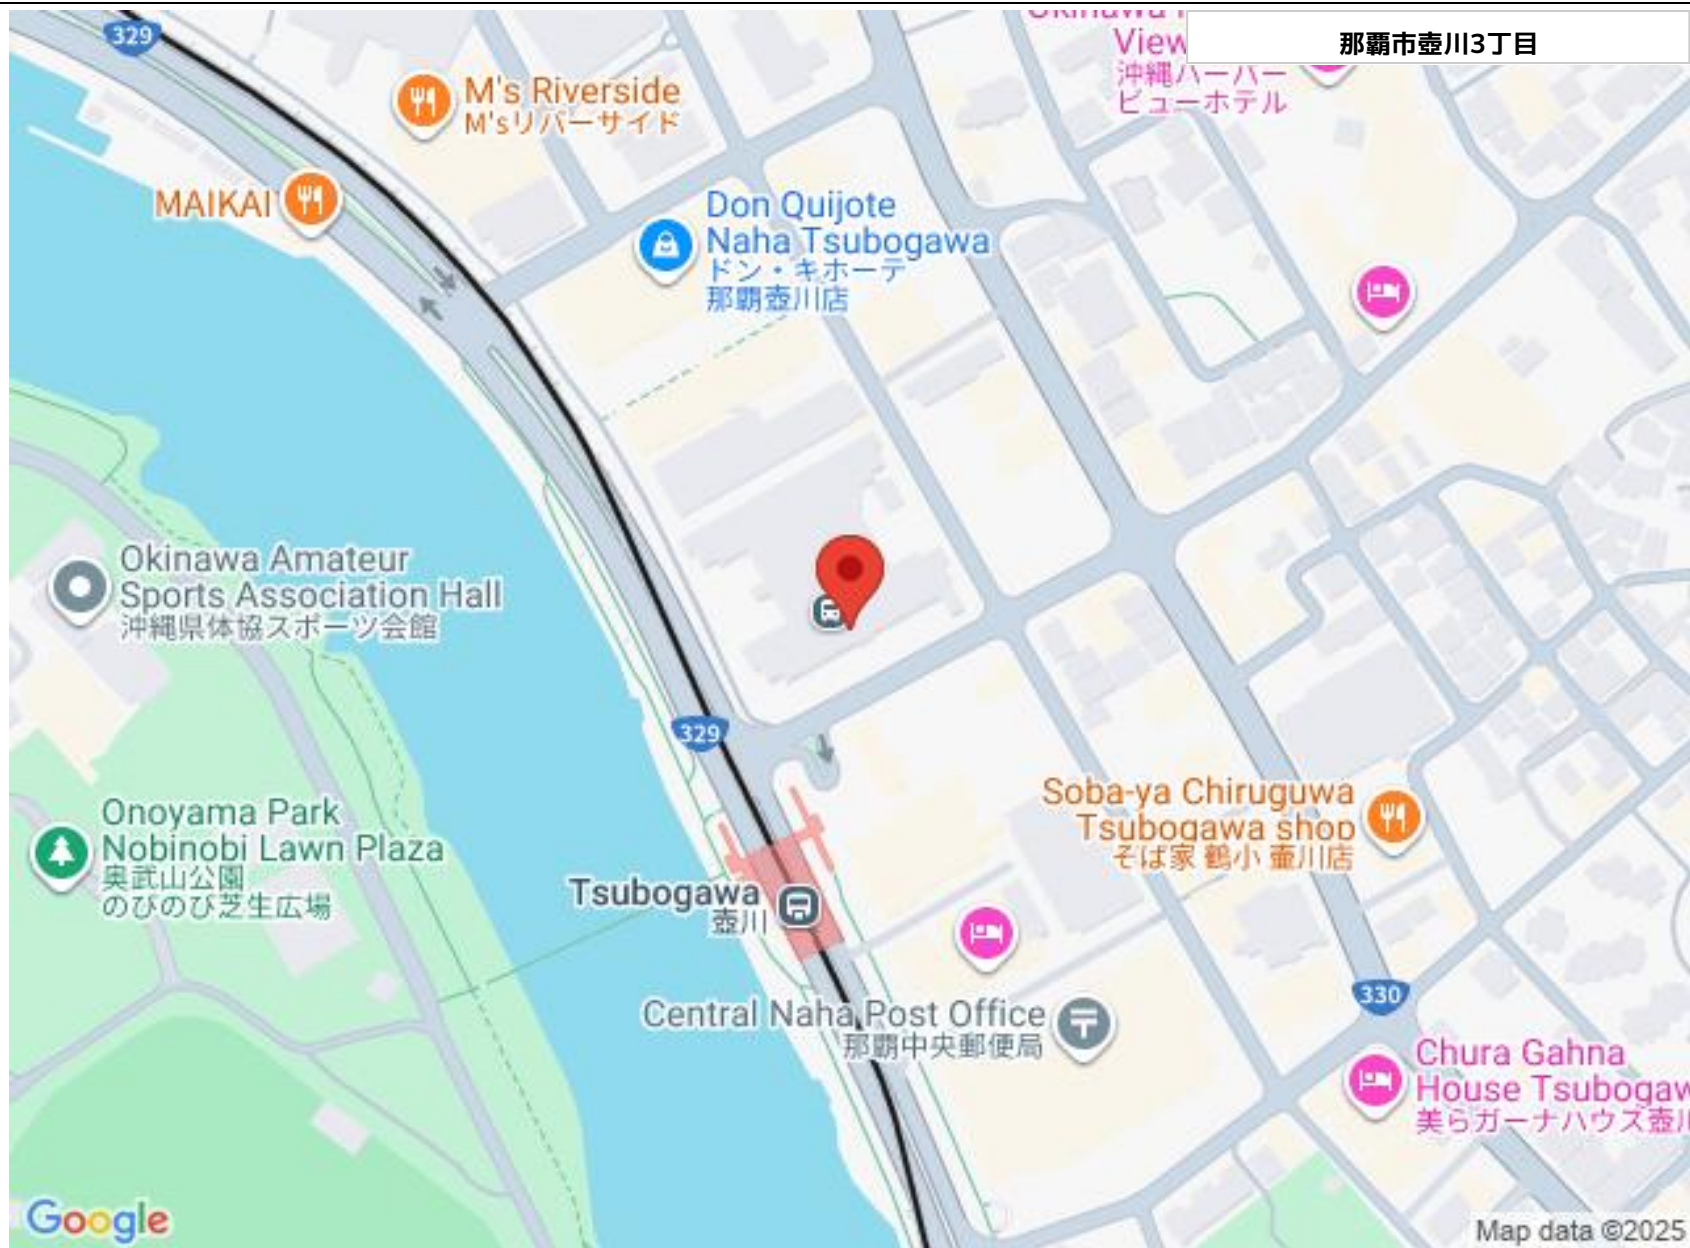 329
那覇市壺川3丁目
View
沖縄ハーバー
ビューホテル
M's Riverside
M'sリバーサイド
MAIKAI
Don Quijote
Naha Tsubogawa
ドン・キホーテ
那覇壺川店
Okinawa Amateur
Sports Association Hall
沖縄県体協スポーツ会館
329
Onoyama Park
Nobinobi Lawn Plaza
奥武山公園
のびのび芝生広場
Soba-ya Chiruguwa
Tsubogawa shop
そば家 鶴小 壷川店
Tsubogawa
壺川
Central Naha Post Office
那覇中央郵便局
330
Chura Gahna
House Tsubogaw
美らガーナハウス壺川
Google
Map data ©2025